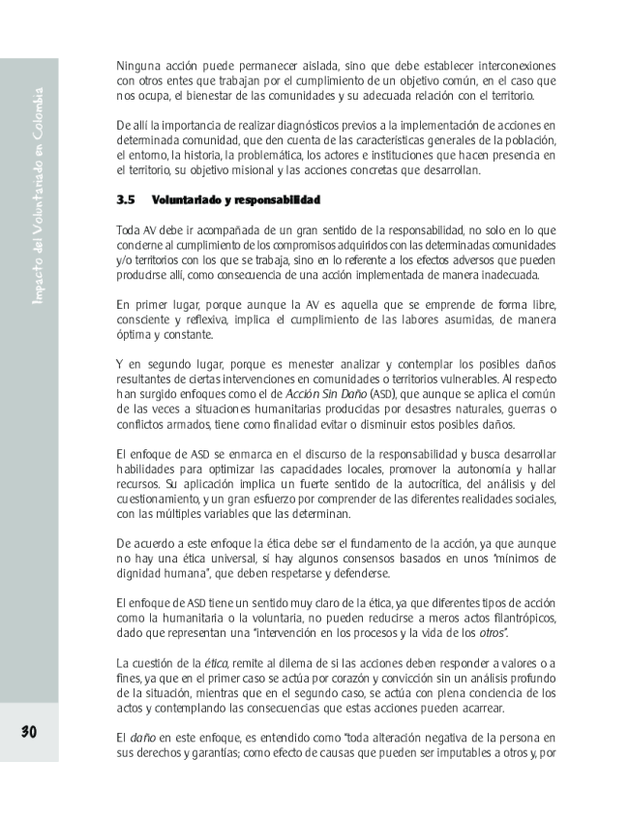 Impacto del Voluntariado en Colombia
Ninguna acción puede permanecer aislada, sino que debe establecer interconexiones
con otros entes que trabajan por el cumplimiento de un objetivo común, en el caso que
nos ocupa, el bienestar de las comunidades y su adecuada relación con el territorio.
De allí la importancia de realizar diagnósticos previos a la implementación de acciones en
determinada comunidad, que den cuenta de las características generales de la población,
el entorno, la historia, la problemática, los actores e instituciones que hacen presencia en
el territorio, su objetivo misional y las acciones concretas que desarrollan.
3.5 Voluntariado y responsabilidad
Toda AV debe ir acompañada de un gran sentido de la responsabilidad, no solo en lo que
concierne al cumplimiento de los compromisos adquiridos con las determinadas comunidades
y/o territorios con los que se trabaja, sino en lo referente a los efectos adversos que pueden
producirse allí, como consecuencia de una acción implementada de manera inadecuada.
En primer lugar, porque aunque la AV es aquella que se emprende de forma libre,
consciente y reflexiva, implica el cumplimiento de las labores asumidas, de manera
óptima y constante.
Y en segundo lugar, porque es menester analizar y contemplar los posibles daños
resultantes de ciertas intervenciones en comunidades o territorios vulnerables. Al respecto
han surgido enfoques como el de Acción Sin Daño (ASD), que aunque se aplica el común
de las veces a situaciones humanitarias producidas por desastres naturales, guerras o
conflictos armados, tiene como finalidad evitar o disminuir estos posibles daños.
El enfoque de ASD se enmarca en el discurso de la responsabilidad y busca desarrollar
habilidades para optimizar las capacidades locales, promover la autonomía y hallar
recursos. Su aplicación implica un fuerte sentido de la autocrítica, del análisis y del
cuestionamiento, y un gran esfuerzo por comprender de las diferentes realidades sociales,
con las múltiples variables que las determinan.
De acuerdo a este enfoque la ética debe ser el fundamento de la acción, ya que aunque
no hay una ética universal, sí hay algunos consensos basados en unos “mínimos de
dignidad humana”, que deben respetarse y defenderse.
El enfoque de ASD tiene un sentido muy claro de la ética, ya que diferentes tipos de acción
como la humanitaria o la voluntaria, no pueden reducirse a meros actos filantrópicos,
dado que representan una “intervención en los procesos y la vida de los otros”.
La cuestión de la ética, remite al dilema de si las acciones deben responder a valores o a
fines, ya que en el primer caso se actúa por corazón y convicción sin un análisis profundo
de la situación, mientras que en el segundo caso, se actúa con plena conciencia de los
actos y contemplando las consecuencias que estas acciones pueden acarrear.
El daño en este enfoque, es entendido como “toda alteración negativa de la persona en
sus derechos y garantías; como efecto de causas que pueden ser imputables a otros y, por
30